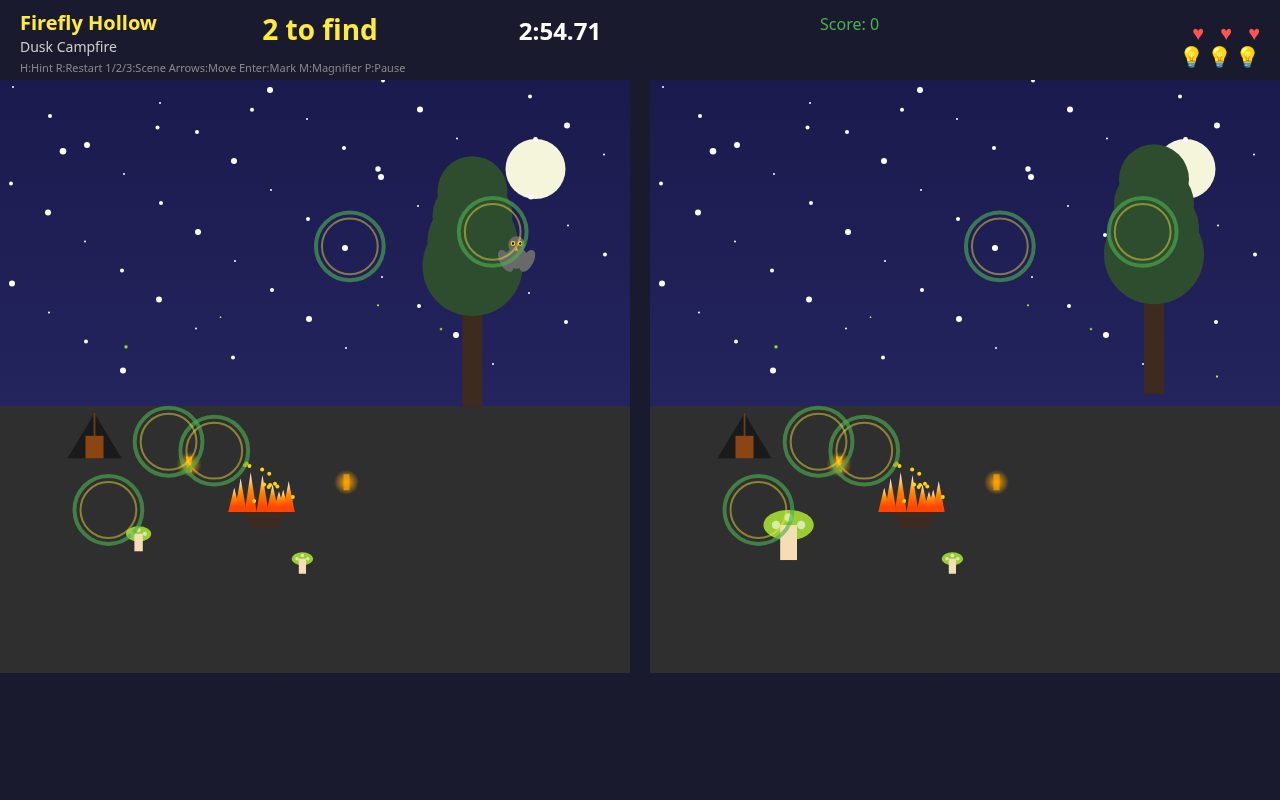 Firefly Hollow
Dusk Campfire
2 to find
2:54.71
Score: 0
H:Hint R:Restart 1/2/3:Scene Arrows:Move Enter:Mark M:Magnifier P:Pause